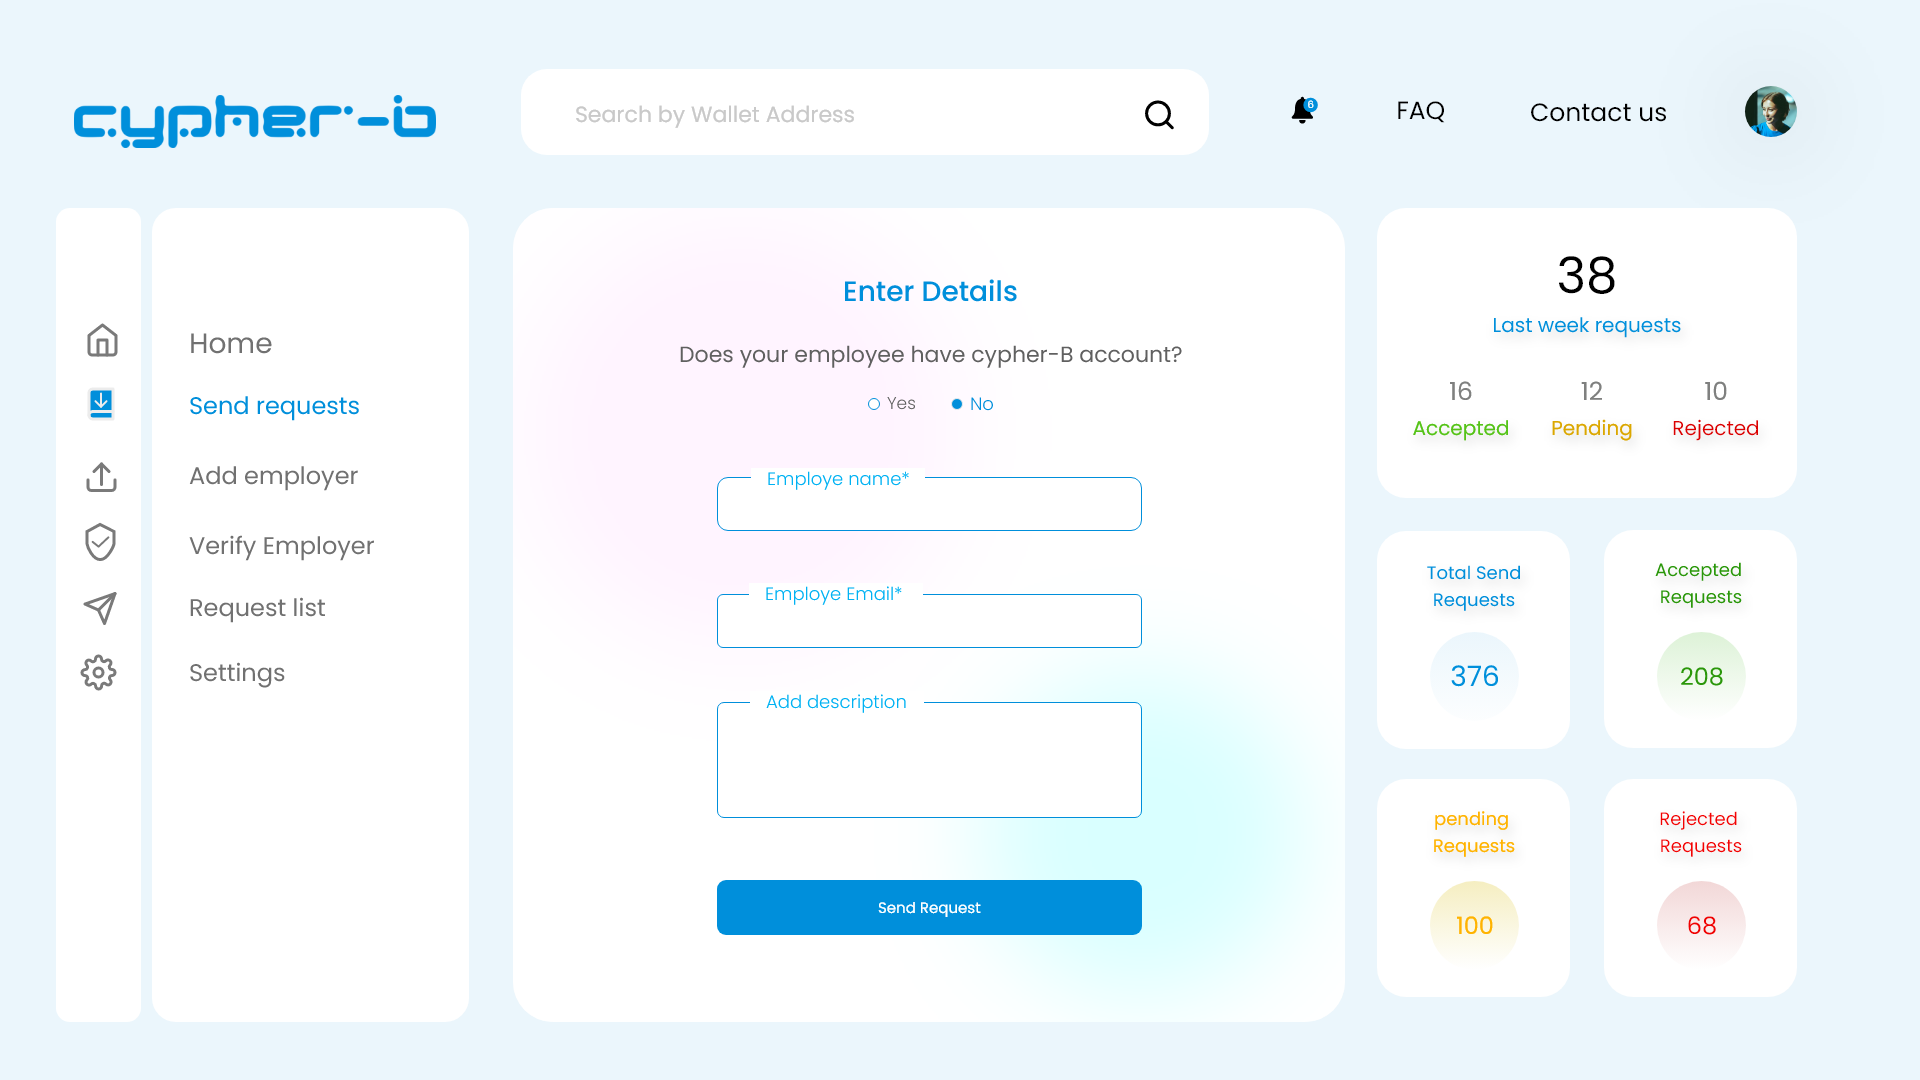 cypher-b
Search by Wallet Address
6
FAQ
Contact us
Home
Send requests
Add employer
Verify Employer
Request list
Settings
Enter Details
Does your employee have cypher-B account?
Yes
No
Employe name*
Employe Email*
Add description
Send Request
38
Last week requests
16
12
10
Accepted
Pending
Rejected
Total Send
Requests
376
Accepted
Requests
208
pending
Requests
100
Rejected
Requests
68